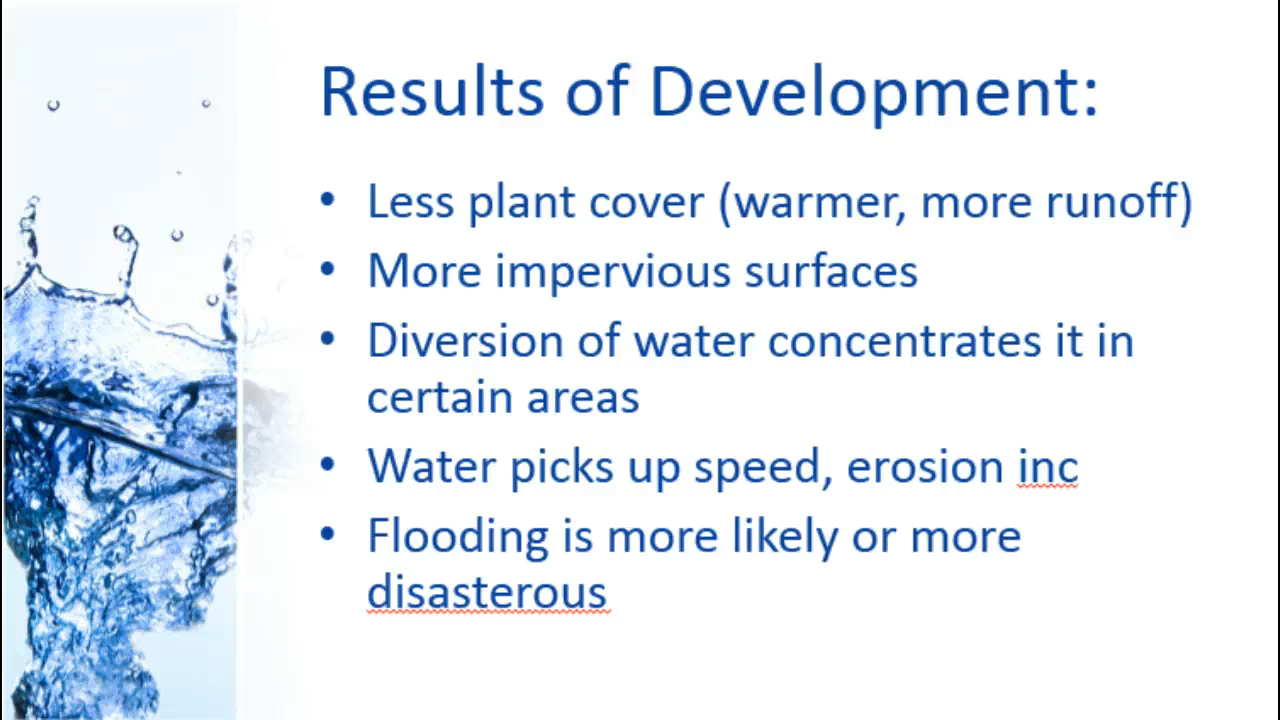 Results of Development:
• Less plant cover (warmer, more runoff)
• More impervious surfaces
• Diversion of water concentrates it in
certain areas
• Water picks up speed, erosion inc
• Flooding is more likely or more
disasterous